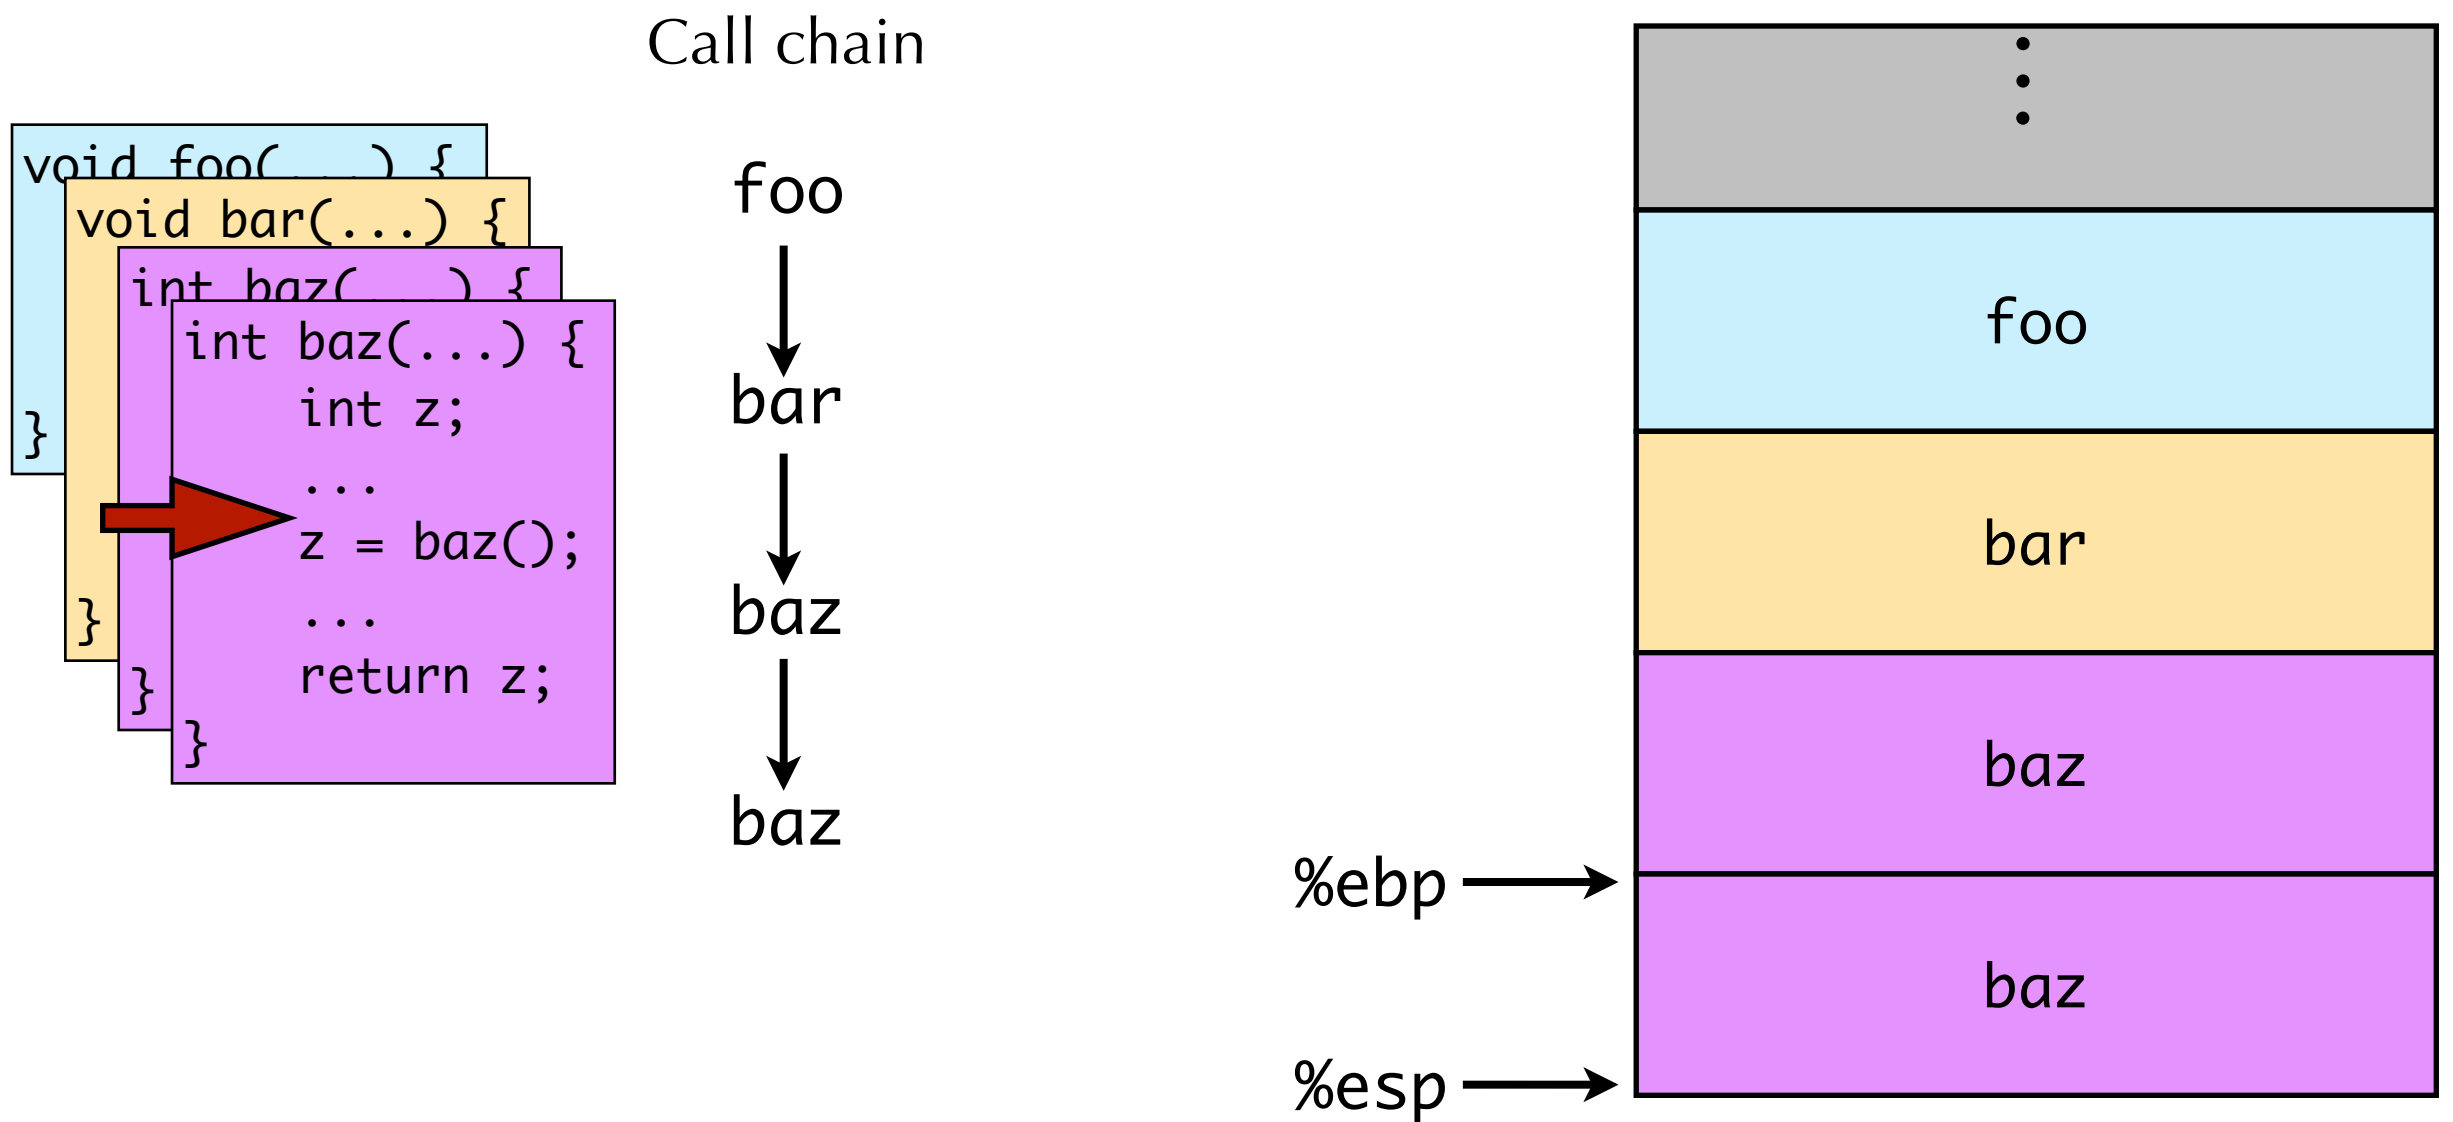 Call chain
void foo(...) {
void bar(...) {
int baz(...) {
int baz(...) {
int z;
...
z = baz();
...
return z;
}
}
}
}
foo
bar
baz
baz
%ebp
%esp
foo
bar
baz
baz